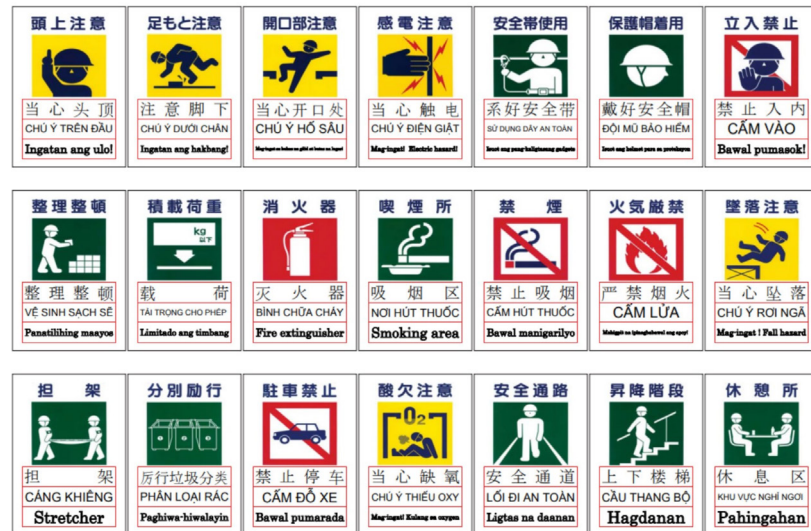 頭上注意
当心头顶
CHÚ Ý TRÊN ĐẦU
Ingatan ang ulo!
足もと注意
注意脚下
CHÚ Ý DƯỚI CHÂN
Ingatan ang hakbang!
開口部注意
当心开口处
CHÚ Ý HỐ SÂU
感電注意
当心触电
CHÚ Ý ĐIỆN GIẬT
Mag-ingat! Electric hazard!
安全帯使用
系好安全带
SỬ DỤNG DÂY AN TOÀN
Isuot ang pang-kaligtasang gadgets
保護帽着用
戴好安全帽
ĐỘI MŨ BẢO HIỂM
Isuot ang helmet para sa proteksyon
立入禁止
禁止入内
CẤM VÀO
Bawal pumasok!
整理整頓
整理整顿
VỆ SINH SẠCH SẼ
Panatilihing maayos
積載荷重
kg
以下
载荷
TẢI TRỌNG CHO PHÉP
Limitado ang timbang
消火器
灭火器
BÌNH CHỮA CHÁY
Fire extinguisher
喫煙所
吸烟区
NƠI HÚT THUỐC
Smoking area
禁煙
禁止吸烟
CẤM HÚT THUỐC
Bawal manigarilyo
火気厳禁
严禁烟火
CẤM LỬA
墜落注意
当心坠落
CHÚ Ý RƠI NGÃ
Mag-ingat ! Fall hazard
担架
担架
CÁNG KHIÊNG
Stretcher
分別励行
厉行垃圾分类
PHÂN LOẠI RÁC
Paghiwa-hiwalayin
駐車禁止
禁止停车
CẤM ĐỖ XE
Bawal pumarada
酸欠注意
O2
当心缺氧
CHÚ Ý THIẾU OXY
Mag-ingat! Kulang sa oxygen
安全通路
安全通道
LỐI ĐI AN TOÀN
Ligtas na daanan
昇降階段
上下楼梯
CẦU THANG BỘ
Hagdanan
休憩所
休息区
KHU VỰC NGHỈ NGƠI
Pahingahan